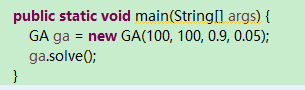 public static void main(String[] args) {
GA ga = new GA(100, 100, 0.9, 0.05);
ga.solve();
}